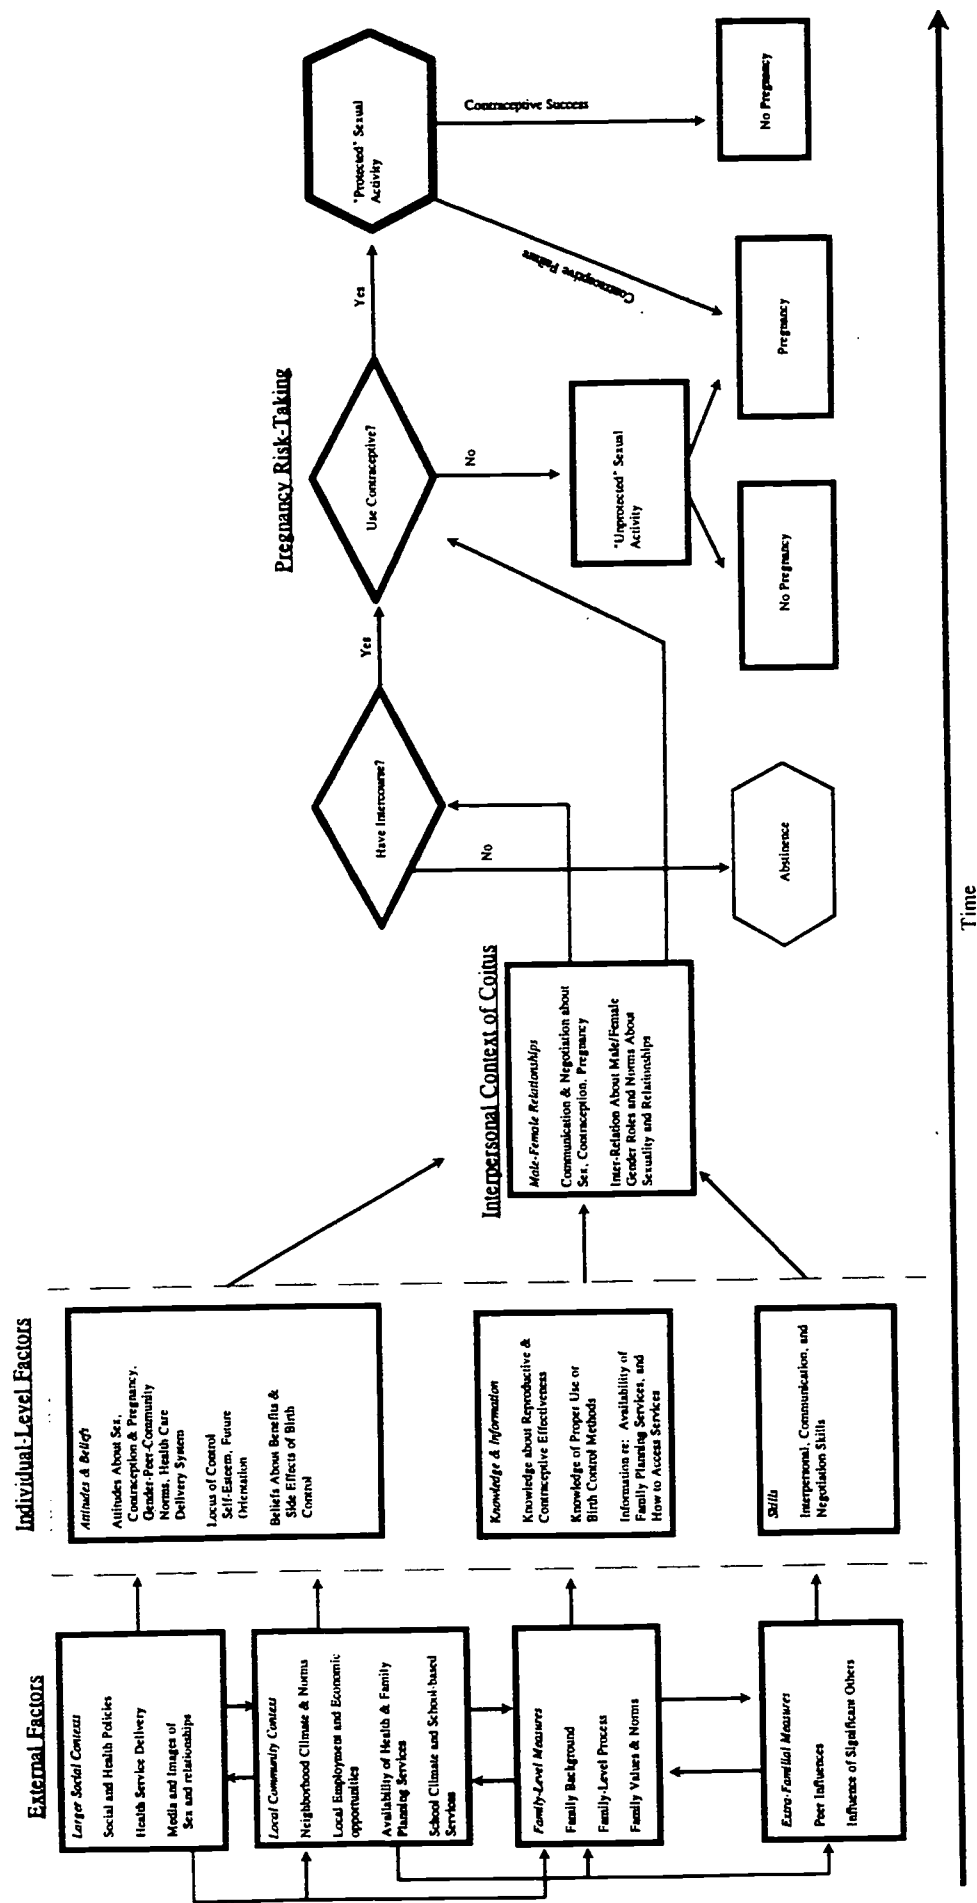 External Factors
Larger Social Contexts
Social and Health Policies
Health Service Delivery
Media and Images of
Sex and relationships
Local Community Context
Neighborhood Climate & Norms
Local Employment and Economic
opportunities
Availability of Health & Family
Planning Services
School Climate and School-based
Services
Family-Level Measures
Family Background
Family-Level Process
Family Values & Norms
Extra-Familial Measures
Peer Influences
Influence of Significant Others
Individual-Level Factors
Attitudes & Beliefs
Attitudes About Sex,
Contraception & Pregnancy,
Gender-Peer-Community
Norms, Health Care
Delivery System
Locus of Control
Self-Esteem, Future
Orientation
Beliefs About Benefits &
Side Effects of Birth
Control
Knowledge & Information
Knowledge about Reproductive &
Contraceptive Effectiveness
Knowledge of Proper Use or
Birth Control Methods
Information re: Availability of
Family Planning Services, and
How to Access Services
Skills
Interpersonal, Communication, and
Negotiation Skills
Interpersonal Context of Coitus
Male-Female Relationships
Communication & Negotiation about
Sex, Contraception, Pregnancy
Inter-Relation About Male/Female
Gender Roles and Norms About
Sexuality and Relationships
Pregnancy Risk-Taking
Have Intercourse?
Yes
No
Abstinence
Use Contraceptive?
Yes
No
"Unprotected" Sexual
Activity
No Pregnancy
Pregnancy
"Protected" Sexual
Activity
Contraceptive Failure
Contraceptive Success
No Pregnancy
Time